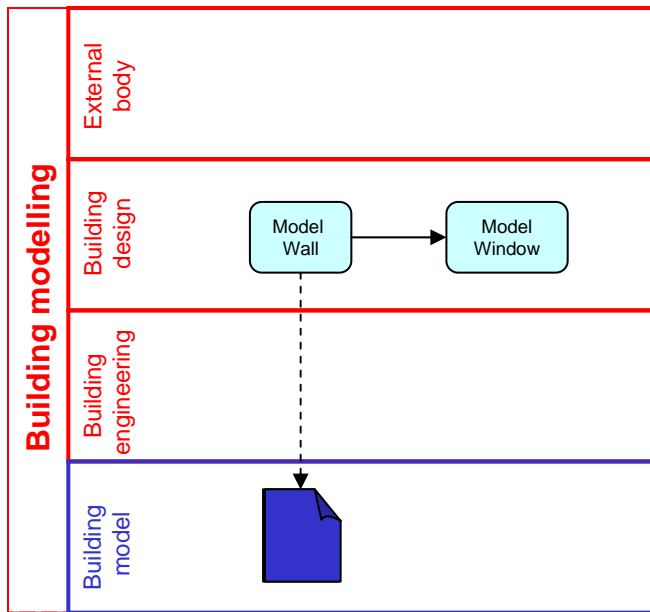 Building modelling
External
body
Building
design
Model
Wall
Model
Window
Building
engineering
Building
model